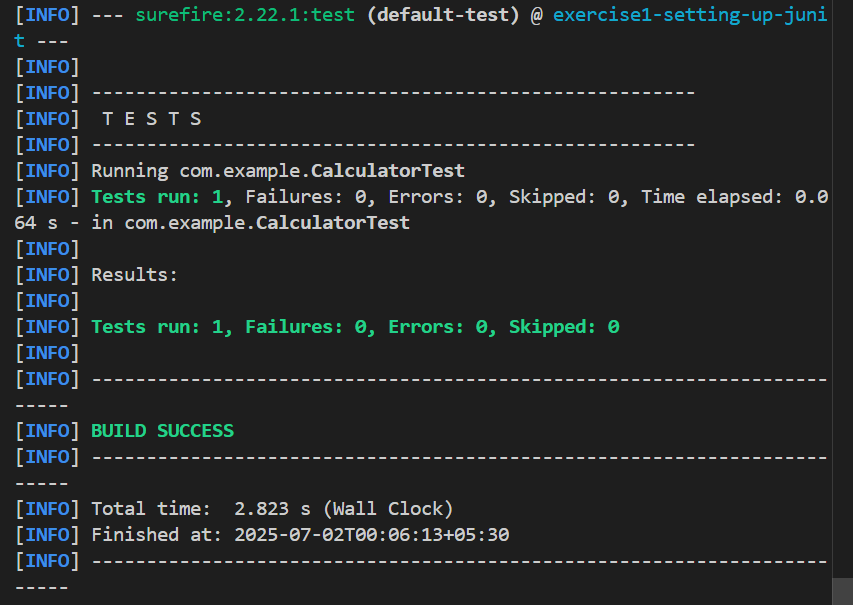 [INFO] --- surefire:2.22.1:test (default-test) @ exercise1-setting-up-juni
t ---
[INFO]
[INFO] -------------------------------------------------------
[INFO]  T E S T S
[INFO] -------------------------------------------------------
[INFO] Running com.example.CalculatorTest
[INFO] Tests run: 1, Failures: 0, Errors: 0, Skipped: 0, Time elapsed: 0.0
64 s - in com.example.CalculatorTest
[INFO]
[INFO] Results:
[INFO]
[INFO] Tests run: 1, Failures: 0, Errors: 0, Skipped: 0
[INFO]
[INFO] -------------------------------------------------------------------
-----
[INFO] BUILD SUCCESS
[INFO] -------------------------------------------------------------------
-----
[INFO] Total time:  2.823 s (Wall Clock)
[INFO] Finished at: 2025-07-02T00:06:13+05:30
[INFO] -------------------------------------------------------------------
-----